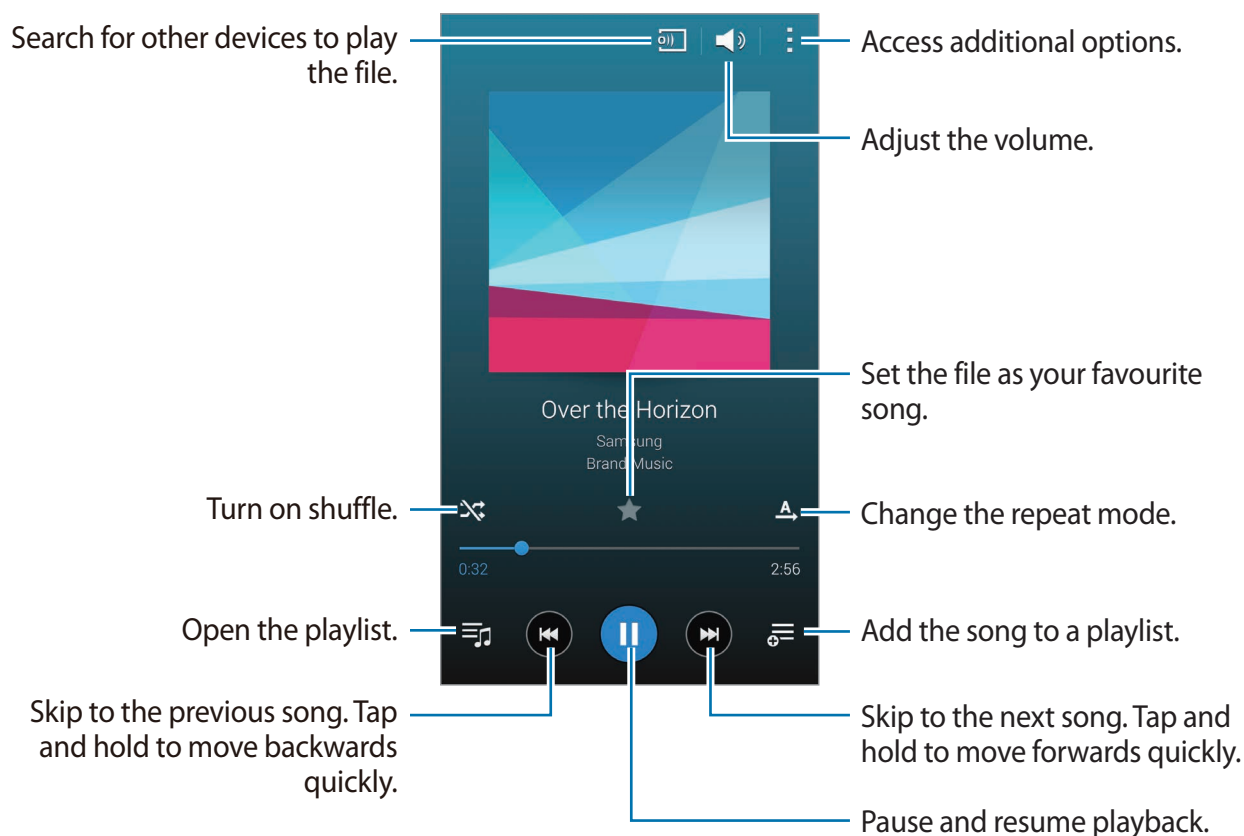 Search for other devices to play
the file.
Access additional options.
Adjust the volume.
Set the file as your favourite
song.
Over the Horizon
Samsung
Brand Music
Turn on shuffle.
A
Change the repeat mode.
0:32
2:56
Open the playlist.
Add the song to a playlist.
Skip to the previous song. Tap
and hold to move backwards
quickly.
Skip to the next song. Tap and
hold to move forwards quickly.
Pause and resume playback.